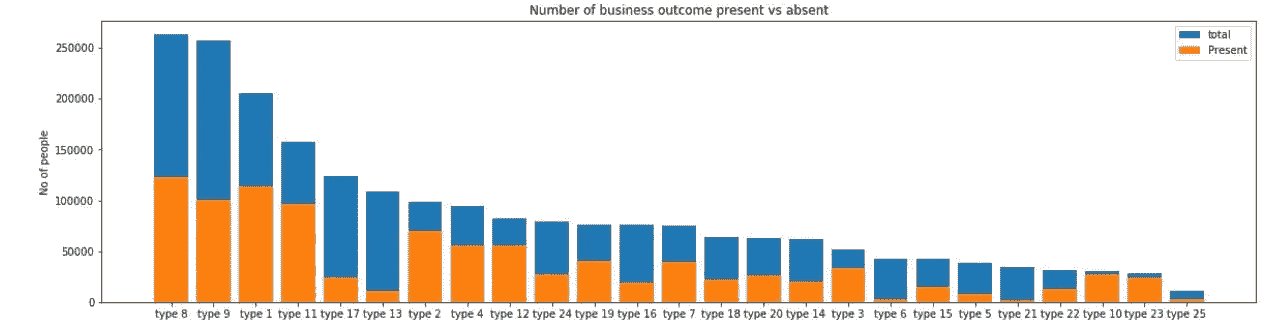 Number of business outcome present vs absent
total
Present
No of people
250000
200000
150000
100000
50000
0
type 8 type 9 type 1 type 11 type 17 type 13 type 2 type 4 type 12 type 24 type 19 type 16 type 7 type 18 type 20 type 14 type 3 type 6 type 15 type 5 type 21 type 22 type 10 type 23 type 25